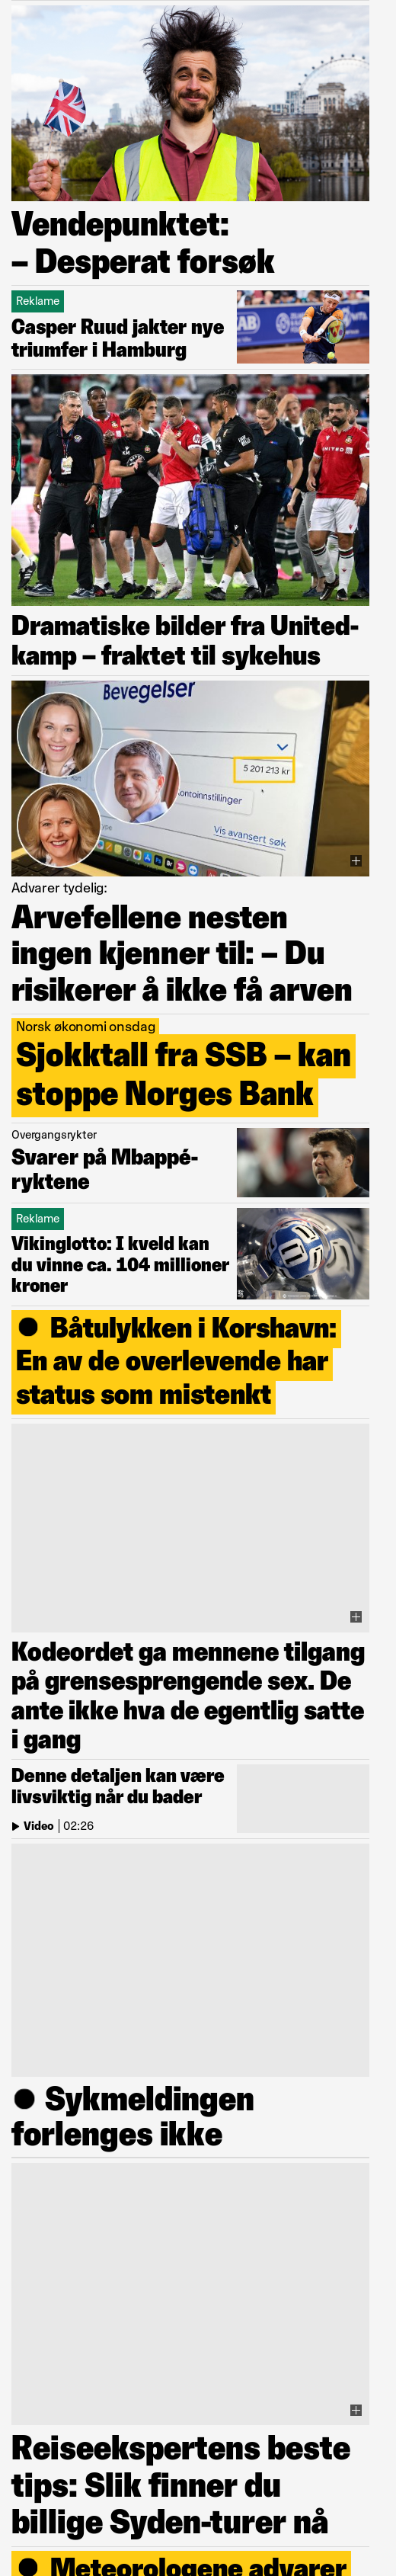 Vendepunktet:
– Desperat forsøk
Reklame
Casper Ruud jakter nye
triumfer i Hamburg
UNITED
Dramatiske bilder fra United-
kamp – fraktet til sykehus
Bevegelser
5 201 213 kr
ontoinnstillinger
Vis avansert søk
Advarer tydelig:
Arvefellene nesten
ingen kjenner til: – Du
risikerer å ikke få arven
Norsk økonomi onsdag
Sjokktall fra SSB – kan
stoppe Norges Bank
Overgangsrykter
Svarer på Mbappé-
ryktene
Reklame
Vikinglotto: I kveld kan
du vinne ca. 104 millioner
kroner
Båtulykken i Korshavn:
En av de overlevende har
status som mistenkt
Kodeordet ga mennene tilgang
på grensesprengende sex. De
ante ikke hva de egentlig satte
i gang
Denne detaljen kan være
livsviktig når du bader
Video | 02:26
Sykmeldingen
forlenges ikke
Reiseekspertens beste
tips: Slik finner du
billige Syden-turer nå
Meteorologene advarer